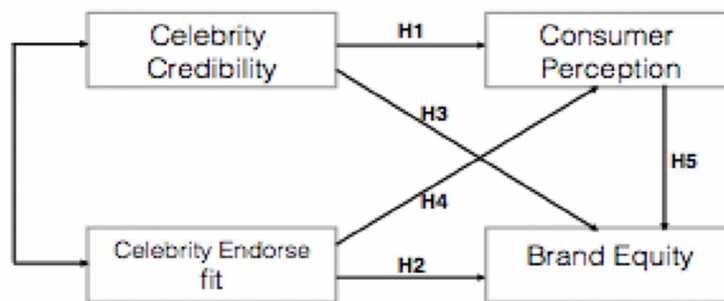 Celebrity
Credibility
H1
Consumer
Perception
H3
H4
H5
Celebrity Endorse
fit
H2
Brand Equity